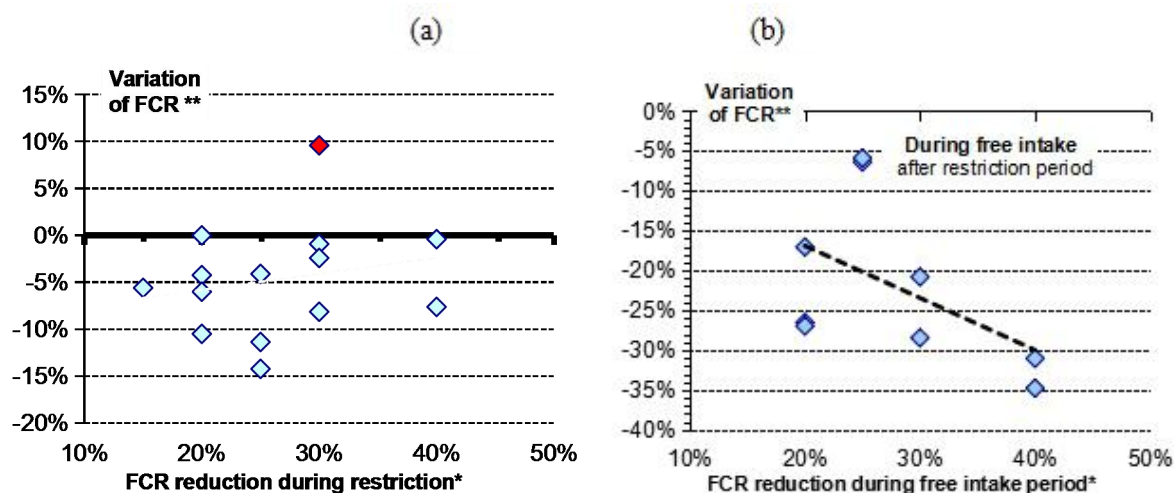 (a)
(b)
Variation
of FCR **
15%
10%
5%
0%
-5%
-10%
-15%
-20%
10%
20%
30%
40%
50%
FCR reduction during restriction*
Variation
of FCR**
During free intake
after restriction period
0%
-5%
-10%
-15%
-20%
-25%
-30%
-35%
-40%
10%
20%
30%
40%
50%
FCR reduction during free intake period*